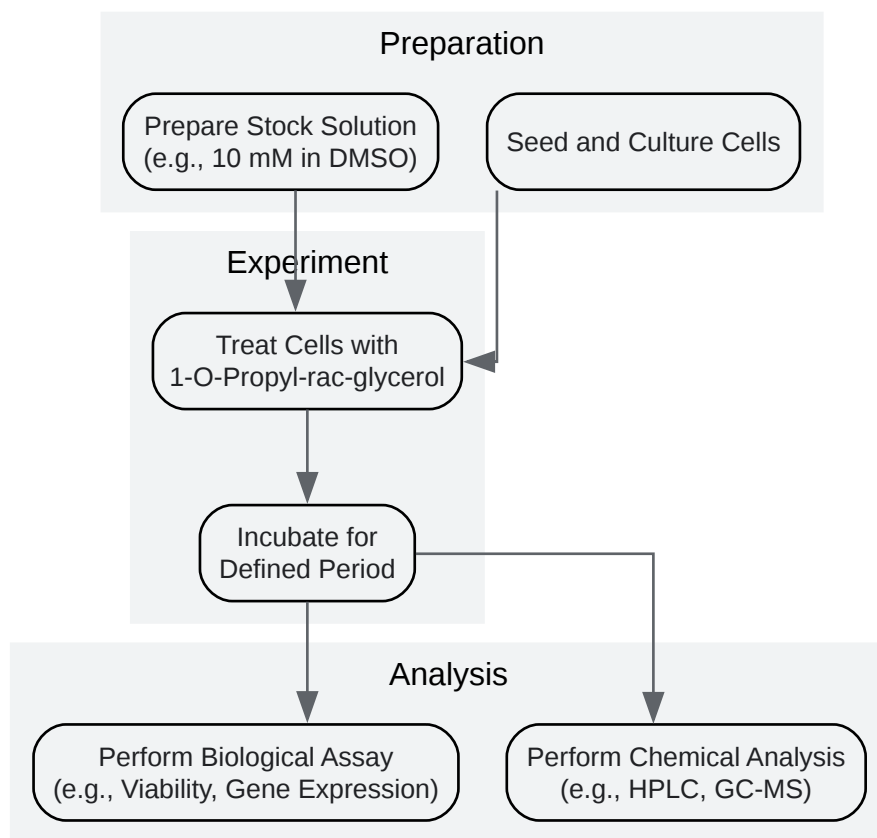 Preparation
Prepare Stock Solution
(e.g., 10 mM in DMSO)
Seed and Culture Cells
Experiment
Treat Cells with
1-O-Propyl-rac-glycerol
Incubate for
Defined Period
Analysis
Perform Biological Assay
(e.g., Viability, Gene Expression)
Perform Chemical Analysis
(e.g., HPLC, GC-MS)